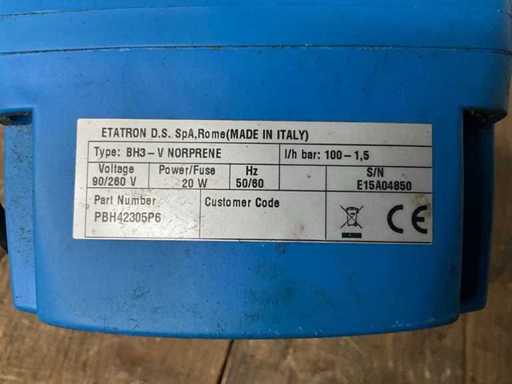 ETATRON D.S. SpA,Rome(MADE IN ITALY)
Type: BH3-V NORPRENE l/h bar: 100-1,5
Voltage Power/Fuse Hz S/N
90/260 V 20 W 50/60 E15A04850
Part Number Customer Code
PBH42305P6
CE